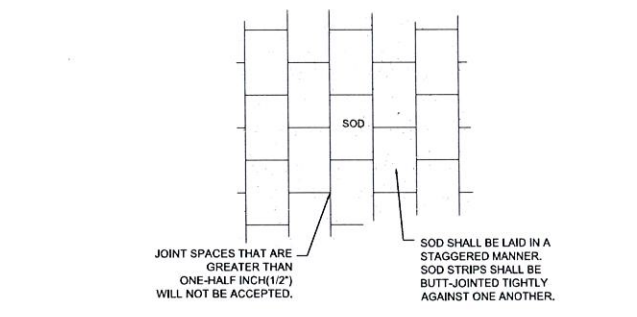 SOD
JOINT SPACES THAT ARE
GREATER THAN
ONE-HALF INCH(1/2")
WILL NOT BE ACCEPTED.
SOD SHALL BE LAID IN A
STAGGERED MANNER.
SOD STRIPS SHALL BE
BUTT-JOINTED TIGHTLY
AGAINST ONE ANOTHER.